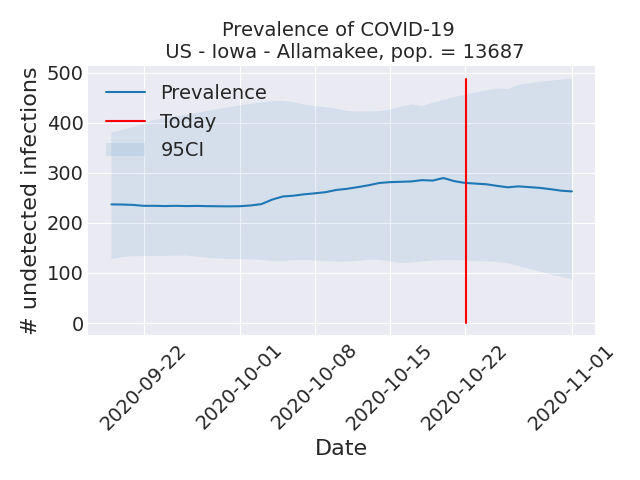 Prevalence of COVID-19
US - Iowa - Allamakee, pop. = 13687
# undetected infections
500
400
300
200
100
0
Prevalence
Today
95CI
2020-09-22
2020-10-01
2020-10-08
2020-10-15
2020-10-22
2020-11-01
Date